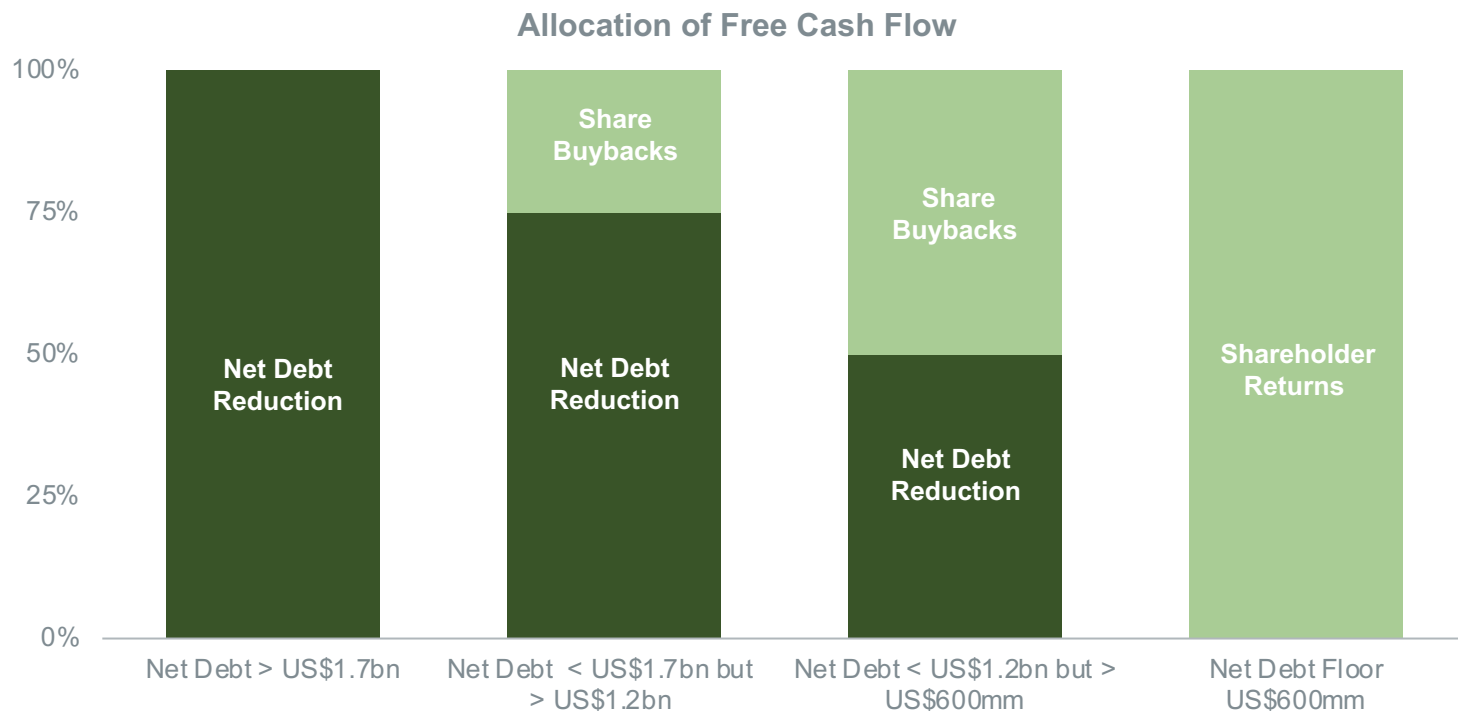 Allocation of Free Cash Flow
100%
75%
50%
25%
0%
Net Debt
Reduction
Share
Buybacks
Net Debt
Reduction
Share
Buybacks
Net Debt
Reduction
Shareholder
Returns
Net Debt > US$1.7bn
Net Debt < US$1.7bn but
> US$1.2bn
Net Debt < US$1.2bn but >
US$600mm
Net Debt Floor
US$600mm